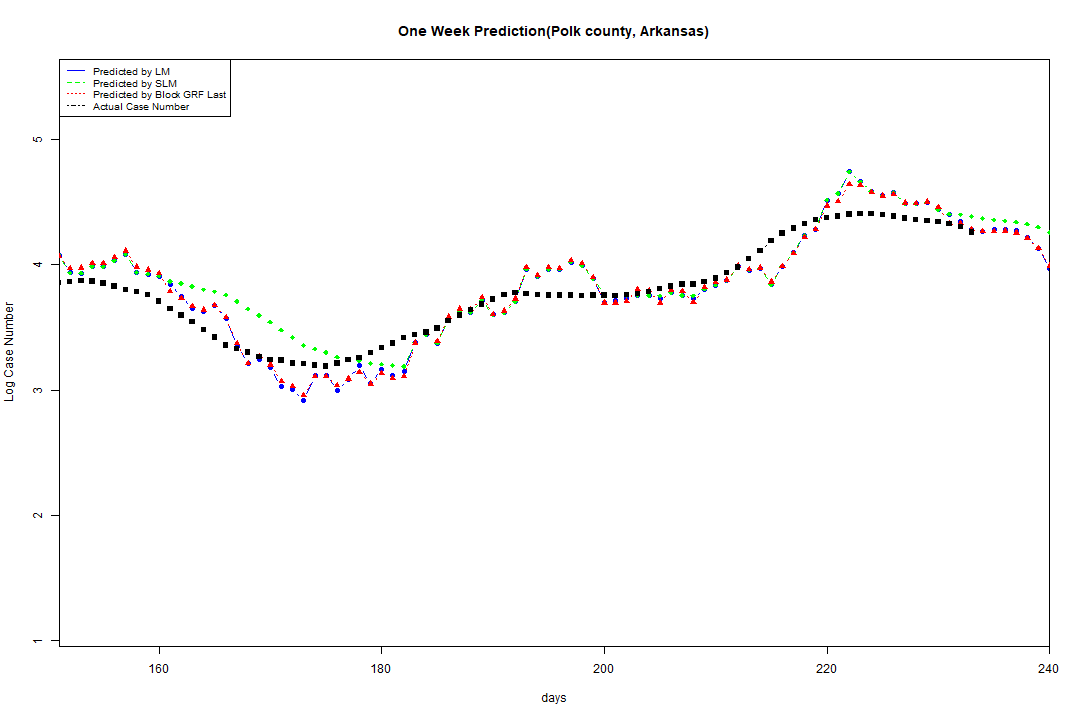 One Week Prediction(Polk county, Arkansas)
Predicted by LM
Predicted by SLM
Predicted by Block GRF Last
Actual Case Number
5
4
3
2
1
Log Case Number
160 180 200 220 240
days